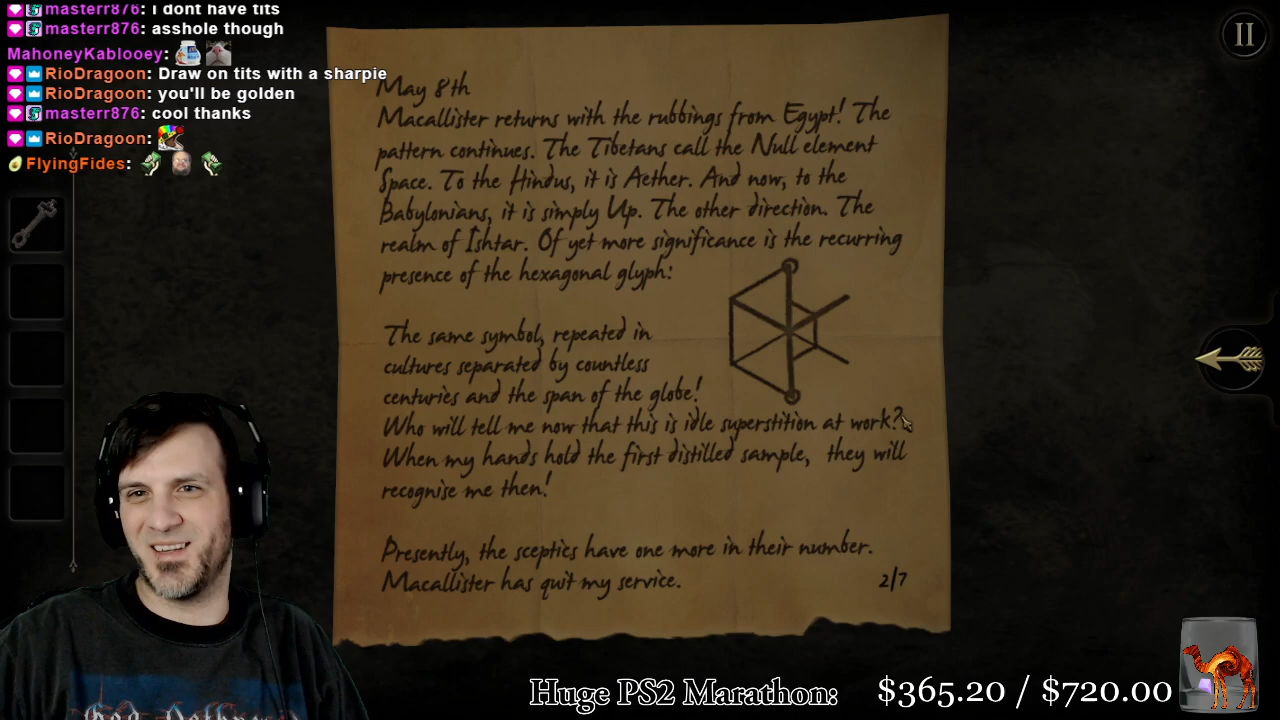 masterr876: i dont have tits
masterr876: asshole though
MahoneyKablooey:
RioDragoon: Draw on tits with a sharpie
RioDragoon: you'll be golden
masterr876: cool thanks
RioDragoon:
FlyingFides:
May 8th
Macallister returns with the rubbings from Egypt! The
pattern continues. The Tibetans call the Null element
Space. To the Hindus, it is Aether. And now, to the
Babylonians, it is simply Up. The other direction. The
realm of Ishtar. Of yet more significance is the recurring
presence of the hexagonal glyph:
The same symbol, repeated in
cultures separated by countless
centuries and the span of the globe!
Who will tell me now that this is idle superstition at work?
When my hands hold the first distilled sample, they will
recognise me then!
Presently, the sceptics have one more in their number.
Macallister has quit my service.
2/7
Huge PS2 Marathon: $365.20 / $720.00